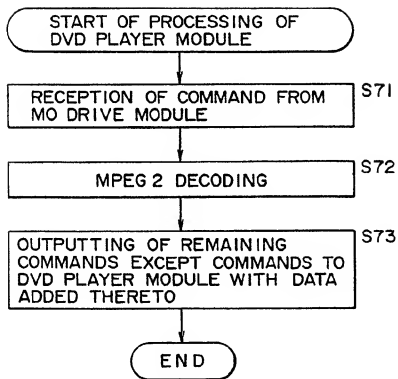 START OF PROCESSING OF
DVD PLAYER MODULE
RECEPTION OF COMMAND FROM
MO DRIVE MODULE
S71
MPEG 2 DECODING
S72
OUTPUTTING OF REMAINING
COMMANDS EXCEPT COMMANDS TO
DVD PLAYER MODULE WITH DATA
ADDED THERETO
S73
END